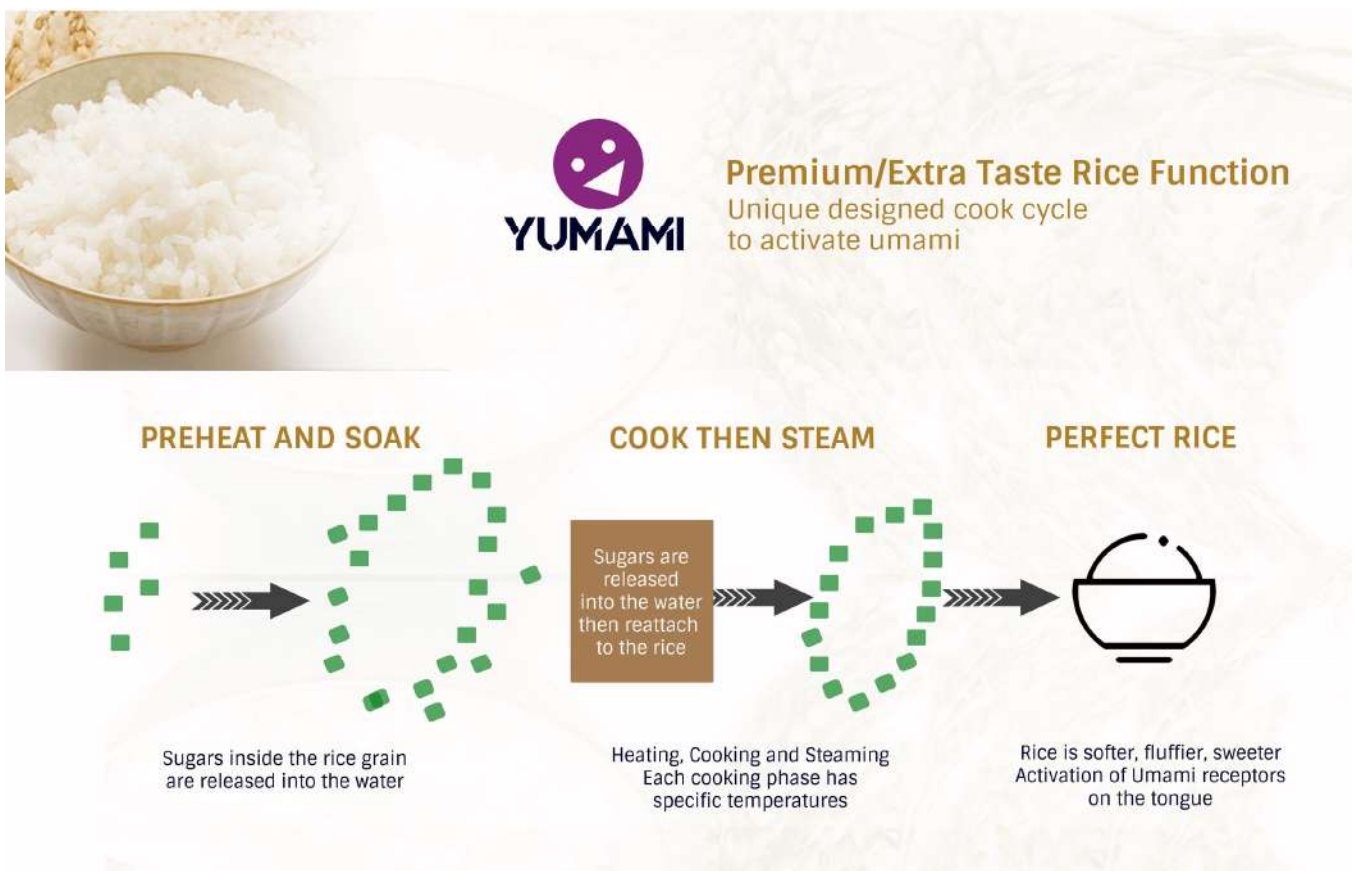 YUMAMI
Premium/Extra Taste Rice Function
Unique designed cook cycle
to activate umami
PREHEAT AND SOAK
Sugars inside the rice grain
are released into the water
COOK THEN STEAM
Sugars are
released
into the water
then reattach
to the rice
Heating, Cooking and Steaming
Each cooking phase has
specific temperatures
PERFECT RICE
Rice is softer, fluffier, sweeter
Activation of Umami receptors
on the tongue